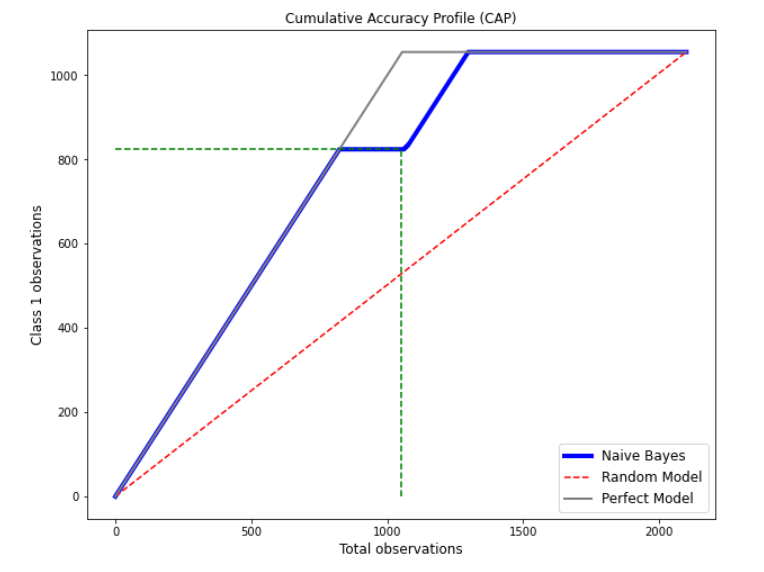 Cumulative Accuracy Profile (CAP)
1000
800
600
400
200
0
Class 1 observations
0 500 1000 1500 2000
Total observations
Naive Bayes
Random Model
Perfect Model